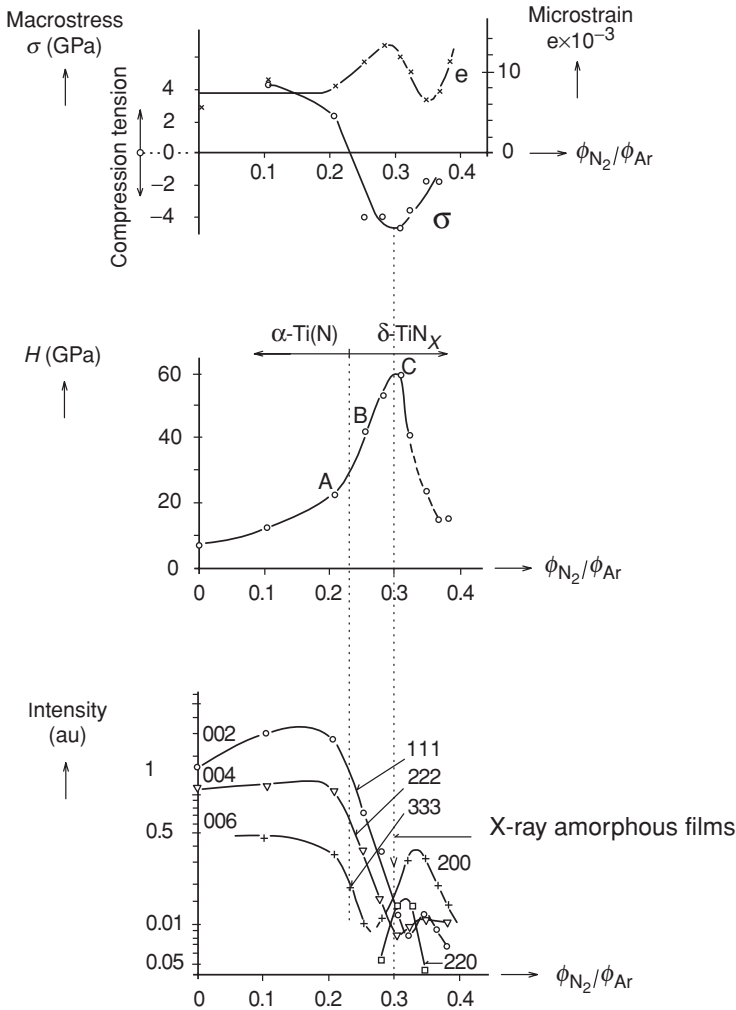 Macrostress
σ (GPa)
Microstrain
e×10⁻³
Compression tension
4
2
0
−2
−4
10
0
0.1
0.2
0.3
0.4
e
σ
ϕN₂/ϕAr
α-Ti(N)
δ-TiNX
H (GPa)
60
40
20
0
A
B
C
0
0.1
0.2
0.3
0.4
ϕN₂/ϕAr
Intensity
(au)
1
0.5
0.01
0.05
002
004
006
111
222
333
X-ray amorphous films
200
220
0
0.1
0.2
0.3
0.4
ϕN₂/ϕAr